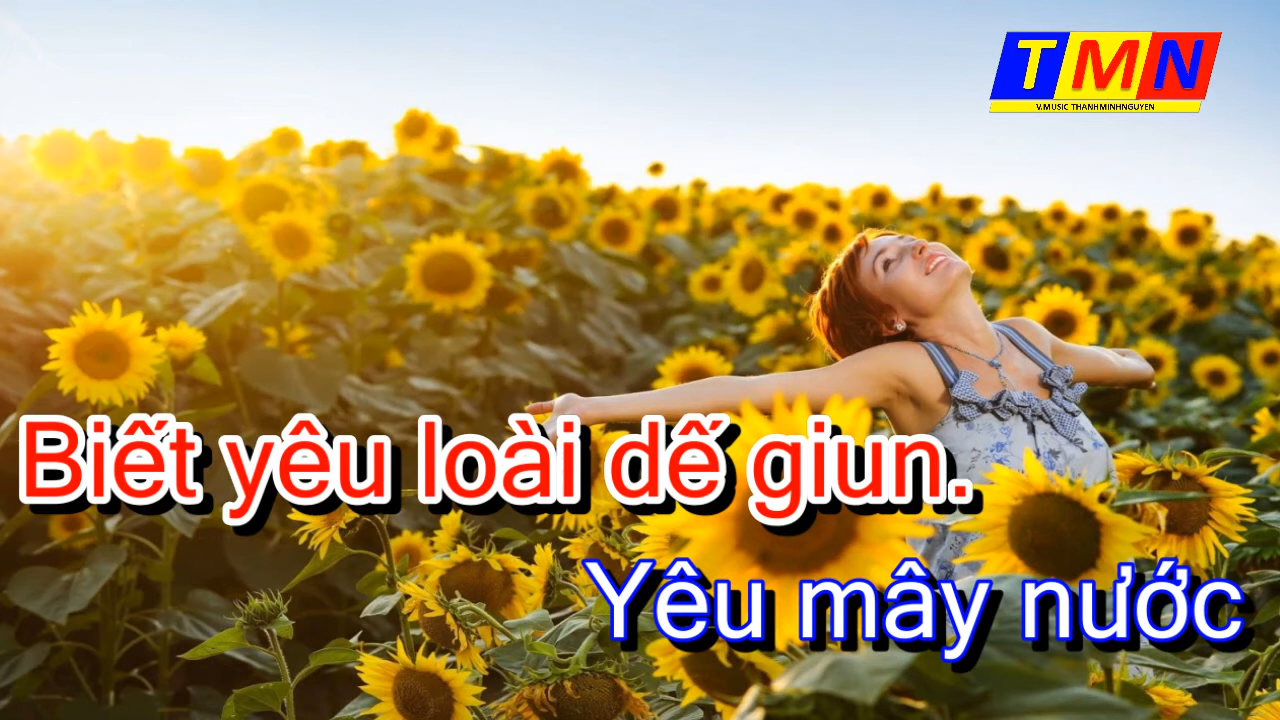 TMN
V.MUSIC THANHMINHNGUYEN
Biết yêu loài dế giun.
Yêu mây nước